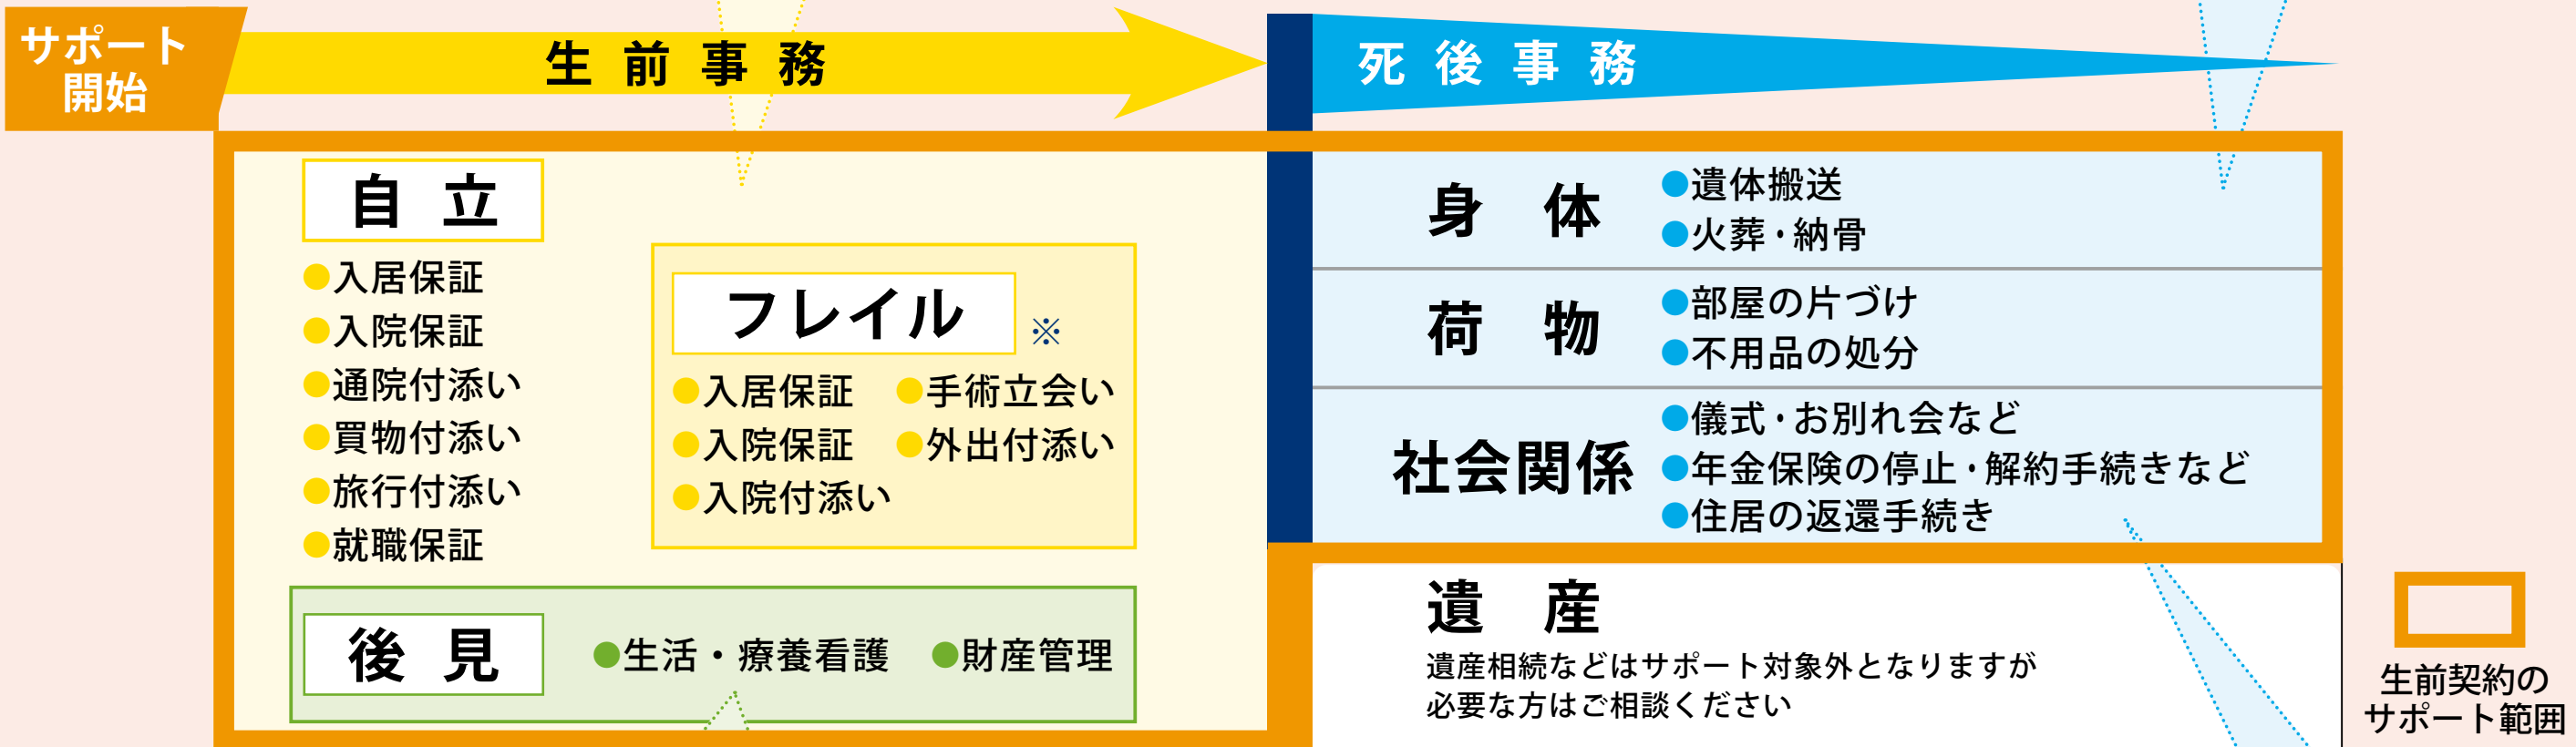 サポート
開始
生前事務
死後事務
自立
●入居保証
●入院保証
●通院付添い
●買物付添い
●旅行付添い
●就職保証
フレイル※
●入居保証
●入院保証
●入院付添い
●手術立会い
●外出付添い
後見
●生活・療養看護
●財産管理
身体
●遺体搬送
●火葬・納骨
荷物
●部屋の片づけ
●不用品の処分
社会関係
●儀式・お別れ会など
●年金保険の停止・解約手続きなど
●住居の返還手続き
遺産
遺産相続などはサポート対象外となりますが
必要な方はご相談ください
生前契約の
サポート範囲